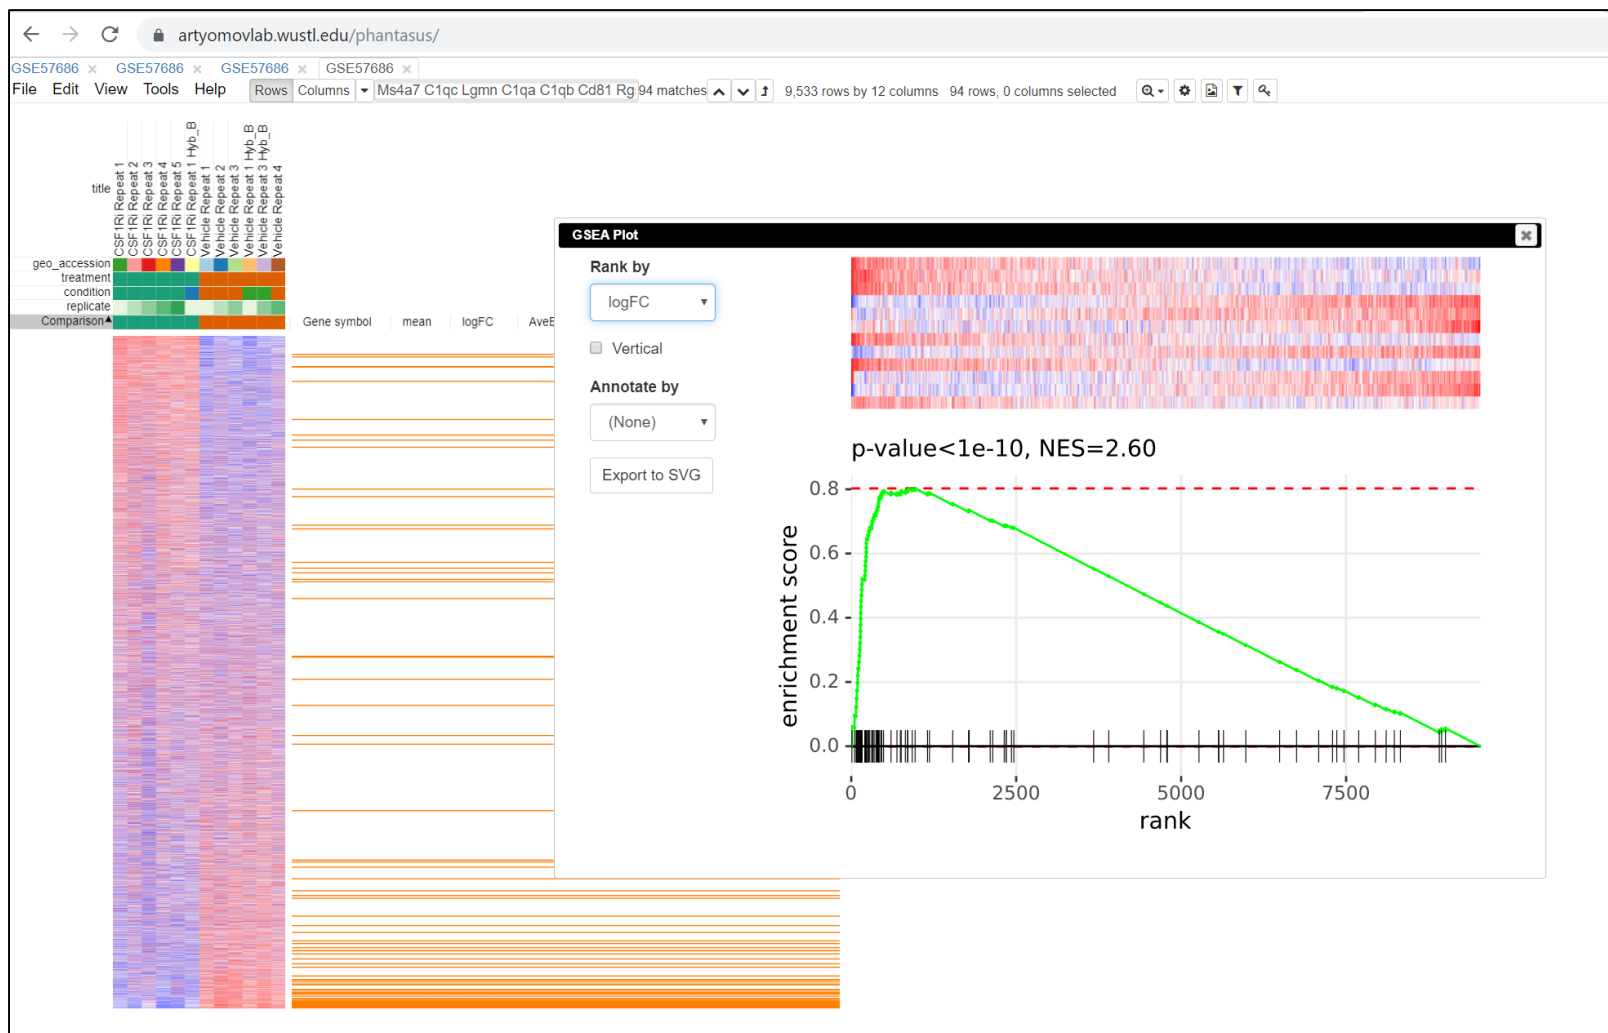 artyomovlab.wustl.edu/phantasus/
GSE57686 × GSE57686 × GSE57686 × GSE57686 ×
File Edit View Tools Help Rows Columns Ms4a7 C1qc Lgmn C1qa C1qb Cd81 Rg 94 matches 9,533 rows by 12 columns 94 rows, 0 columns selected
title
CSF1Ri Repeat 1
CSF1Ri Repeat 2
CSF1Ri Repeat 3
CSF1Ri Repeat 4
CSF1Ri Repeat 5
CSF1Ri Repeat 1 Hyb_B
Vehicle Repeat 1
Vehicle Repeat 2
Vehicle Repeat 3
Vehicle Repeat 1 Hyb_B
Vehicle Repeat 3 Hyb_B
Vehicle Repeat 4
geo_accession
treatment
condition
replicate
Comparison
Gene symbol mean logFC AveE
GSEA Plot
Rank by
logFC
Vertical
Annotate by
(None)
Export to SVG
p-value<1e-10, NES=2.60
enrichment score
0.8
0.6
0.4
0.2
0.0
0 2500 5000 7500
rank